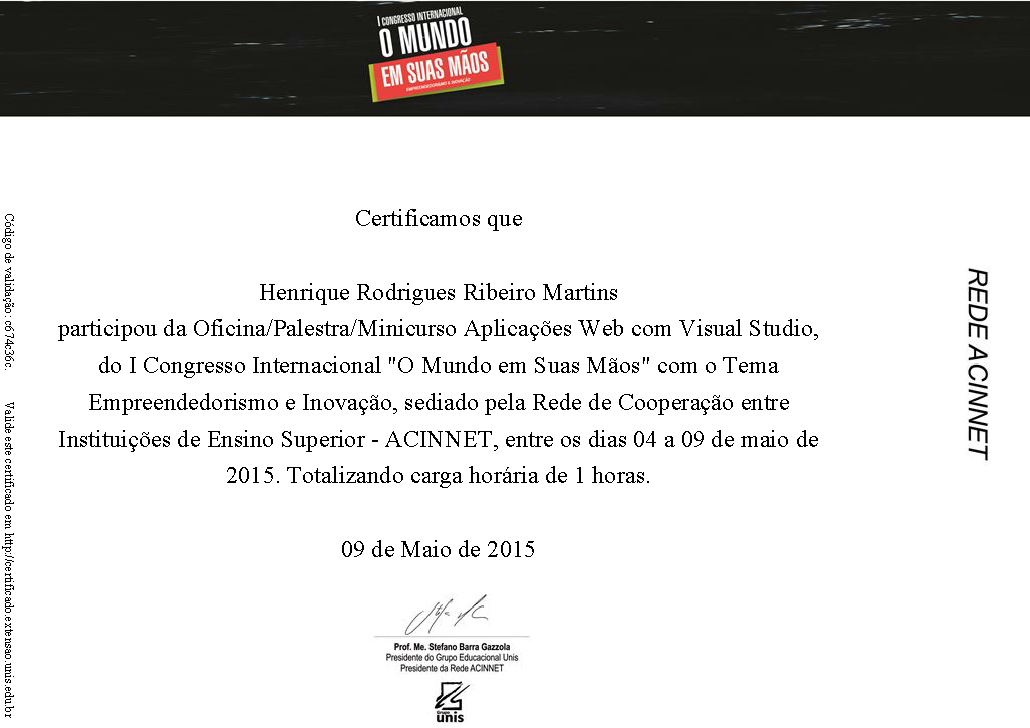 I CONGRESSO INTERNACIONAL
O MUNDO
EM SUAS MÃOS
EMPREENDEDORISMO & INOVAÇÃO
Certificamos que
Henrique Rodrigues Ribeiro Martins
participou da Oficina/Palestra/Minicurso Aplicações Web com Visual Studio,
do I Congresso Internacional "O Mundo em Suas Mãos" com o Tema
Empreendedorismo e Inovação, sediado pela Rede de Cooperação entre
Instituições de Ensino Superior - ACINNET, entre os dias 04 a 09 de maio de
2015. Totalizando carga horária de 1 horas.
09 de Maio de 2015
Prof. Me. Stefano Barra Gazzola
Presidente do Grupo Educacional Unis
Presidente da Rede ACINNET
Grupo
unis
REDE ACINNET
Código de validação: c674c36c. Valide este certificado em http://certificado.extensao.unis.edu.br